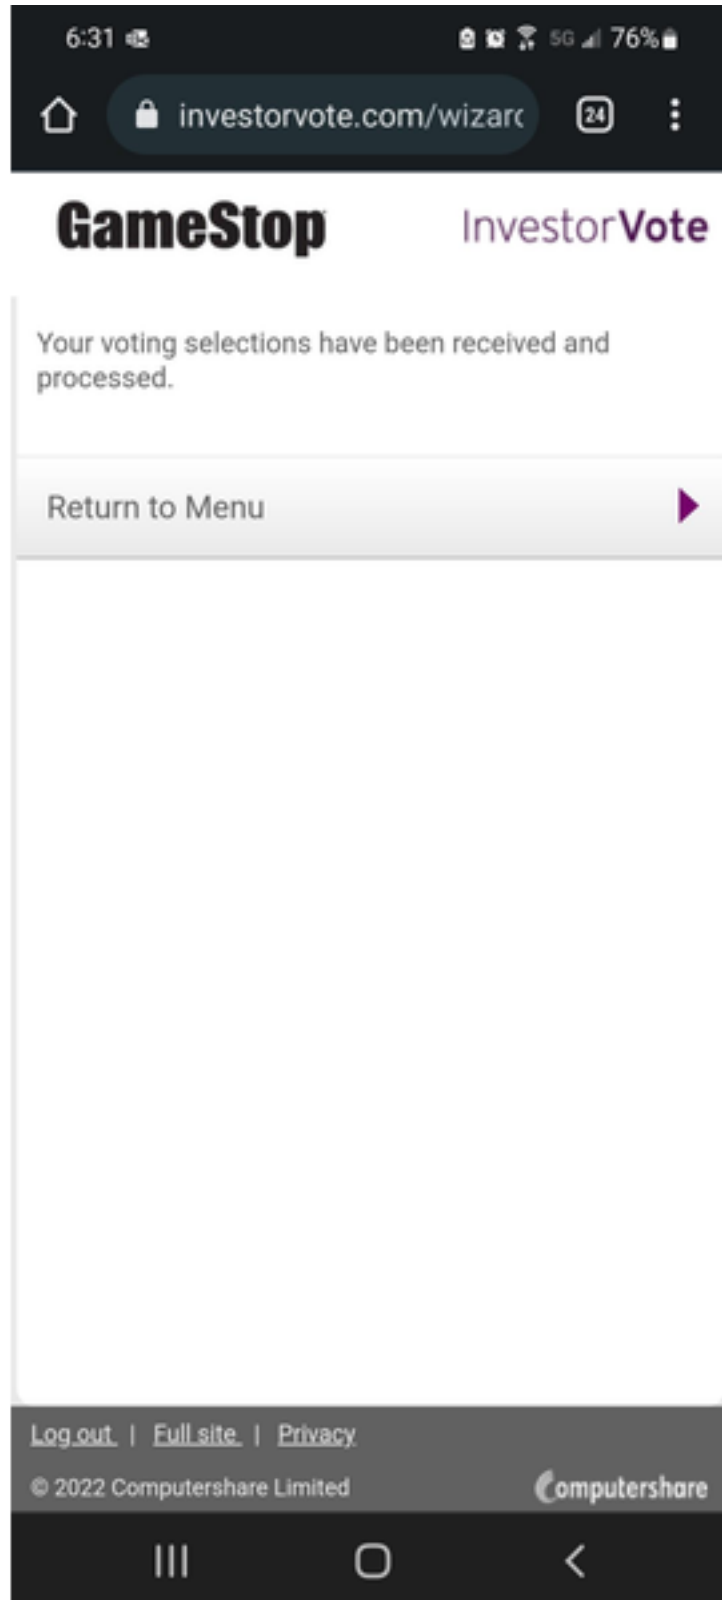 6:31 5G 76%
investorvote.com/wizarc 24
GameStop InvestorVote
Your voting selections have been received and
processed.
Return to Menu
Log out | Full site | Privacy
© 2022 Computershare Limited Computershare